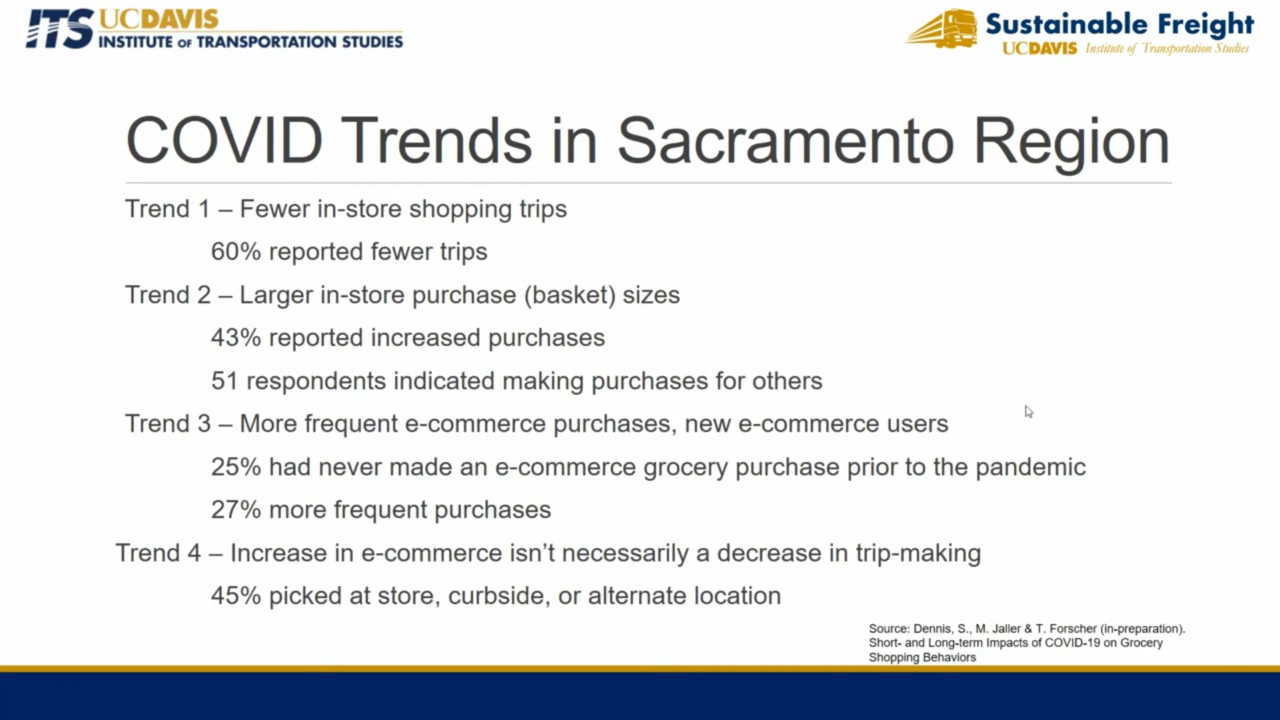 ITS UCDAVIS
INSTITUTE OF TRANSPORTATION STUDIES
Sustainable Freight
UCDAVIS Institute of Transportation Studies
COVID Trends in Sacramento Region
Trend 1 – Fewer in-store shopping trips
60% reported fewer trips
Trend 2 – Larger in-store purchase (basket) sizes
43% reported increased purchases
51 respondents indicated making purchases for others
Trend 3 – More frequent e-commerce purchases, new e-commerce users
25% had never made an e-commerce grocery purchase prior to the pandemic
27% more frequent purchases
Trend 4 – Increase in e-commerce isn’t necessarily a decrease in trip-making
45% picked at store, curbside, or alternate location
Source: Dennis, S., M. Jaller & T. Forscher (in-preparation).
Short- and Long-term Impacts of COVID-19 on Grocery
Shopping Behaviors